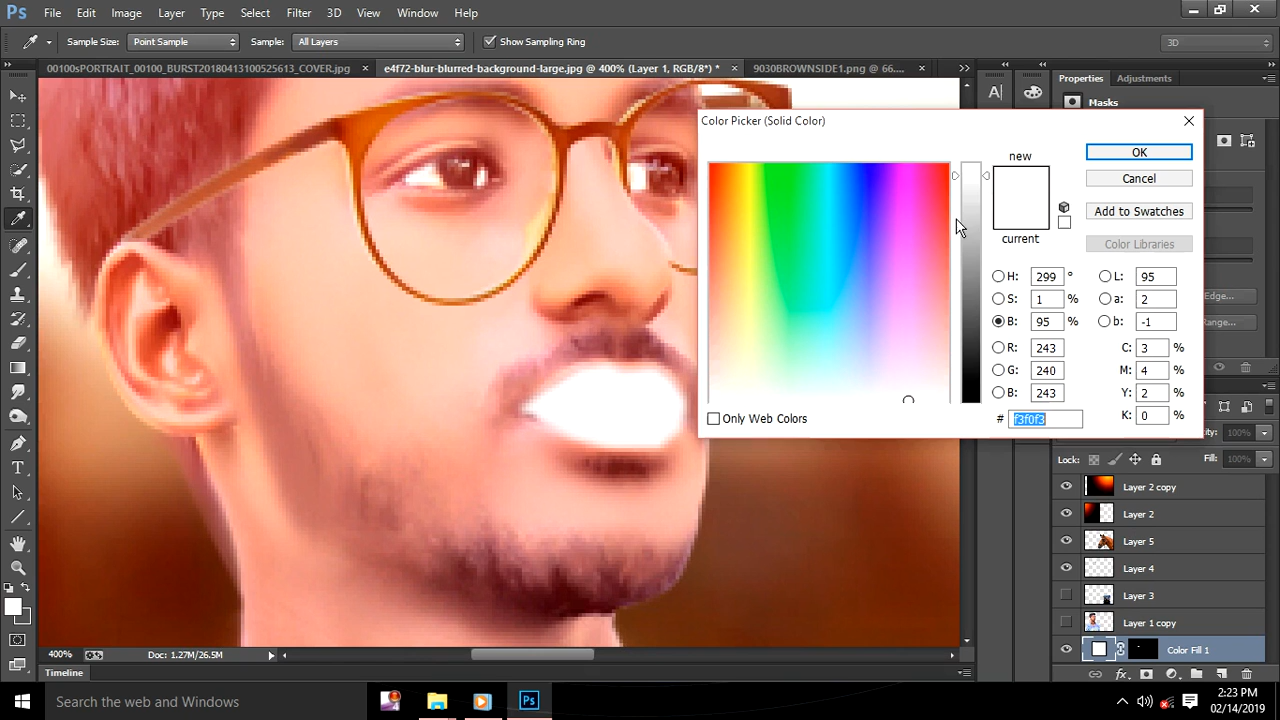 Ps File Edit Image Layer Type Select Filter 3D View Window Help
Sample Size: Point Sample Sample: All Layers Show Sampling Ring 3D
00100sPORTRAIT_00100_BURST20180413100525613_COVER.jpg × e4f72-blur-blurred-background-large.jpg @ 400% (Layer 1, RGB/8*) * × 9030BROWNSIDE1.png @ 66.... ×
Properties Adjustments
Masks
Color Picker (Solid Color)
new
OK
Cancel
Add to Swatches
current
Color Libraries
H: 299 ° L: 95
S: 1 % a: 2
B: 95 % b: -1
R: 243 C: 3 %
G: 240 M: 4 %
B: 243 Y: 2 %
Only Web Colors # f3f0f3 K: 0 %
Edge...
Range...
100%
Lock: Fill: 100%
Layer 2 copy
Layer 2
Layer 5
Layer 4
Layer 3
Layer 1 copy
Color Fill 1
400% Doc: 1.27M/26.5M
Timeline
Search the web and Windows
Ps
2:23 PM
02/14/2019